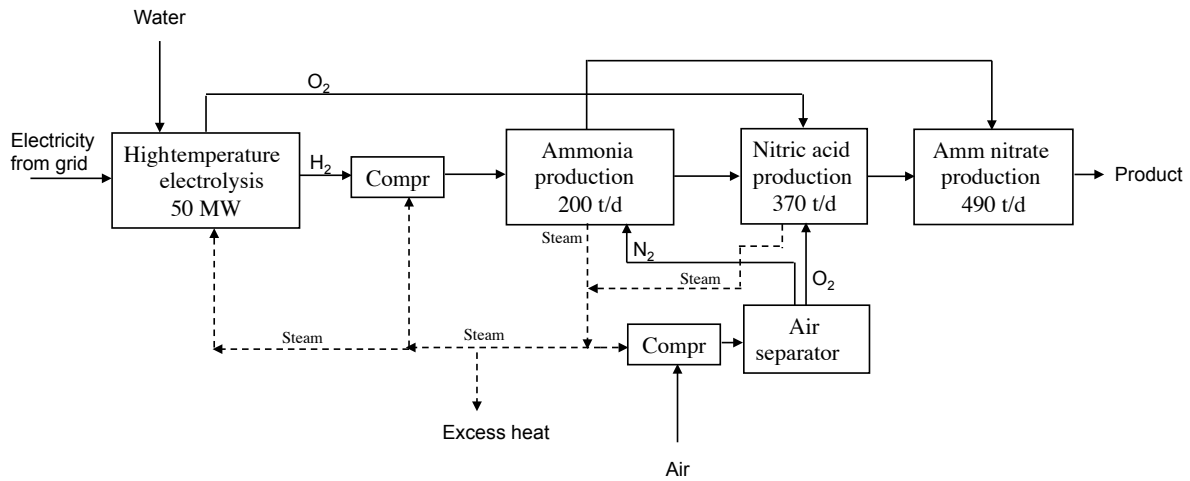 Water
O2
Electricity
from grid
Hightemperature
electrolysis
50 MW
H2
Compr
Ammonia
production
200 t/d
Nitric acid
production
370 t/d
Amm nitrate
production
490 t/d
Product
Steam
N2
Steam
O2
Steam
Steam
Compr
Air
separator
Excess heat
Air